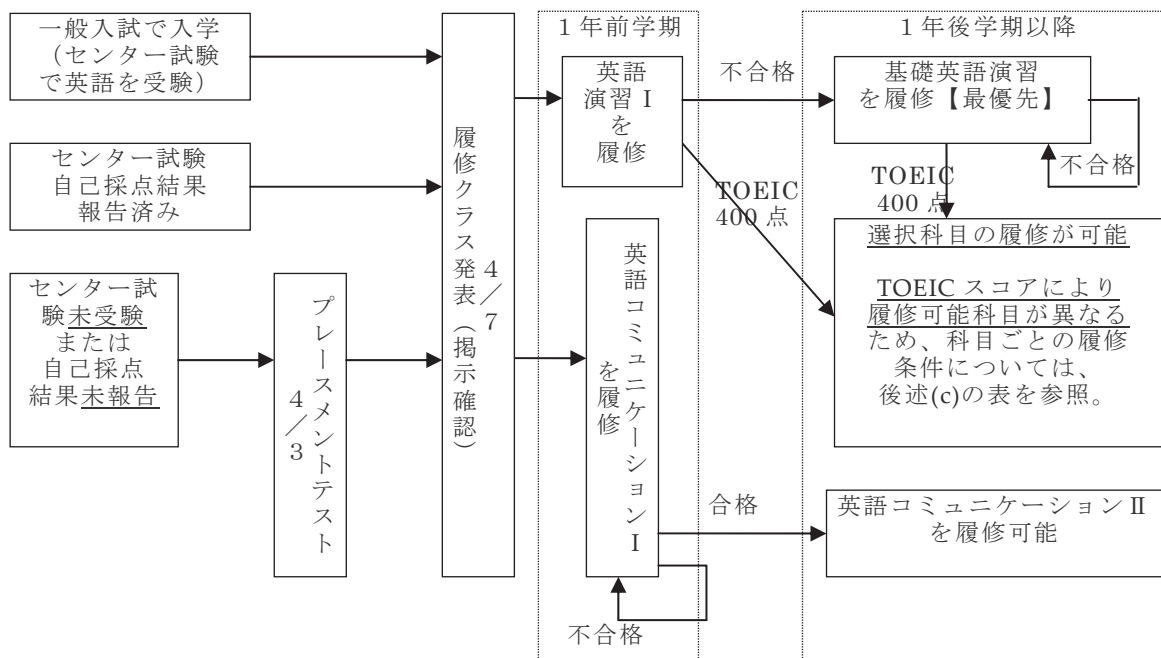 一般入試で入学
（センター試験
で英語を受験）
センター試験
自己採点結果
報告済み
センター試
験未受験
または
自己採点
結果未報告
プレースメントテスト
４／３
履修クラス発表（掲示確認）
４／７
１年前学期
英語
演習Ⅰ
を
履修
英語コミュニケーションⅠ
を履修
不合格
不合格
TOEIC
400 点
合格
１年後学期以降
基礎英語演習
を履修【最優先】
不合格
TOEIC
400 点
選択科目の履修が可能
TOEIC スコアにより
履修可能科目が異なる
ため、科目ごとの履修
条件については、
後述(c)の表を参照。
英語コミュニケーションⅡ
を履修可能